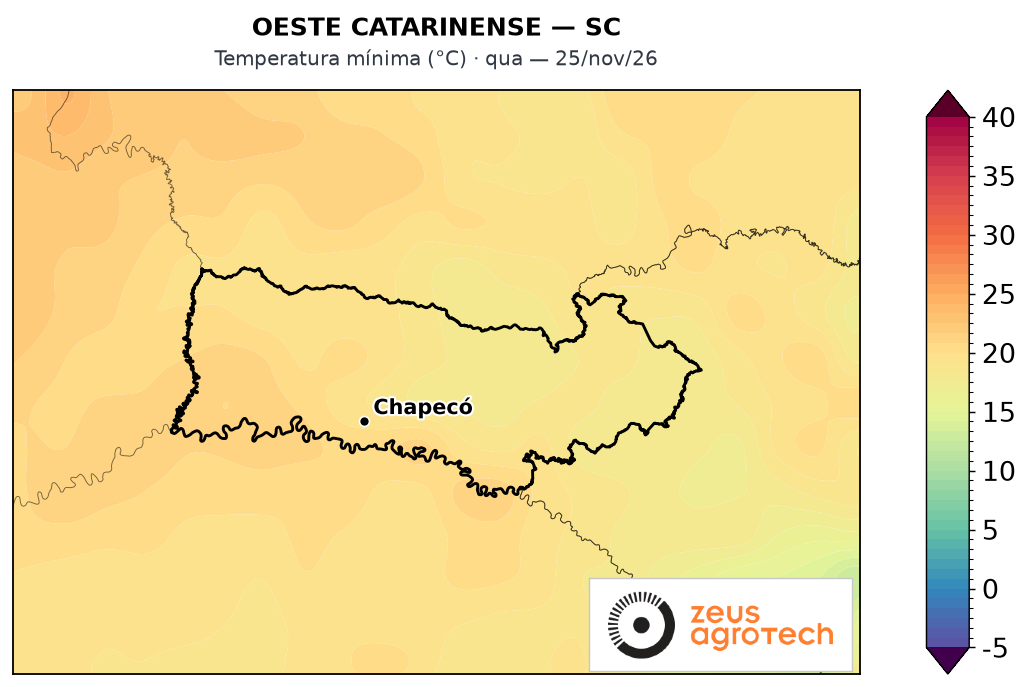 OESTE CATARINENSE — SC
Temperatura mínima (°C) · qua — 25/nov/26
40
35
30
25
20
15
10
5
0
-5
Chapecó
zeus
agrotech